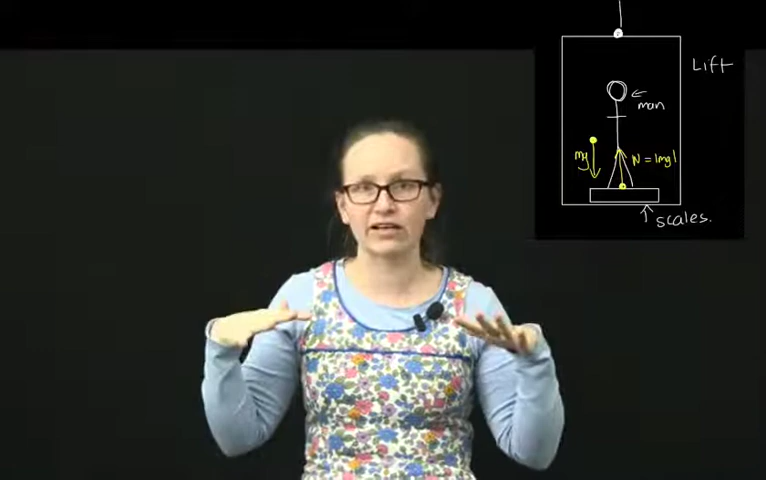 Lift
man
mg
N = |mg|
scales.